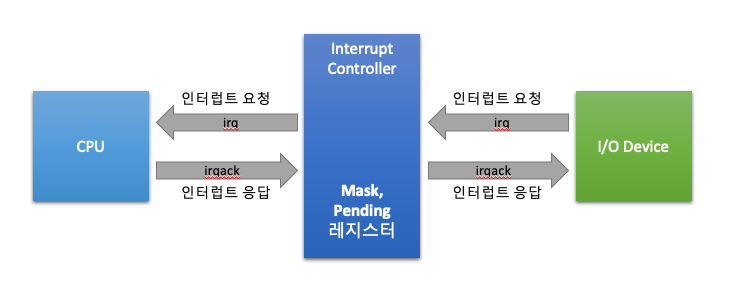 Interrupt
Controller
인터럽트 요청
인터럽트 요청
irq
irq
CPU
I/O Device
irqack
irqack
인터럽트 응답
인터럽트 응답
Mask,
Pending
레지스터